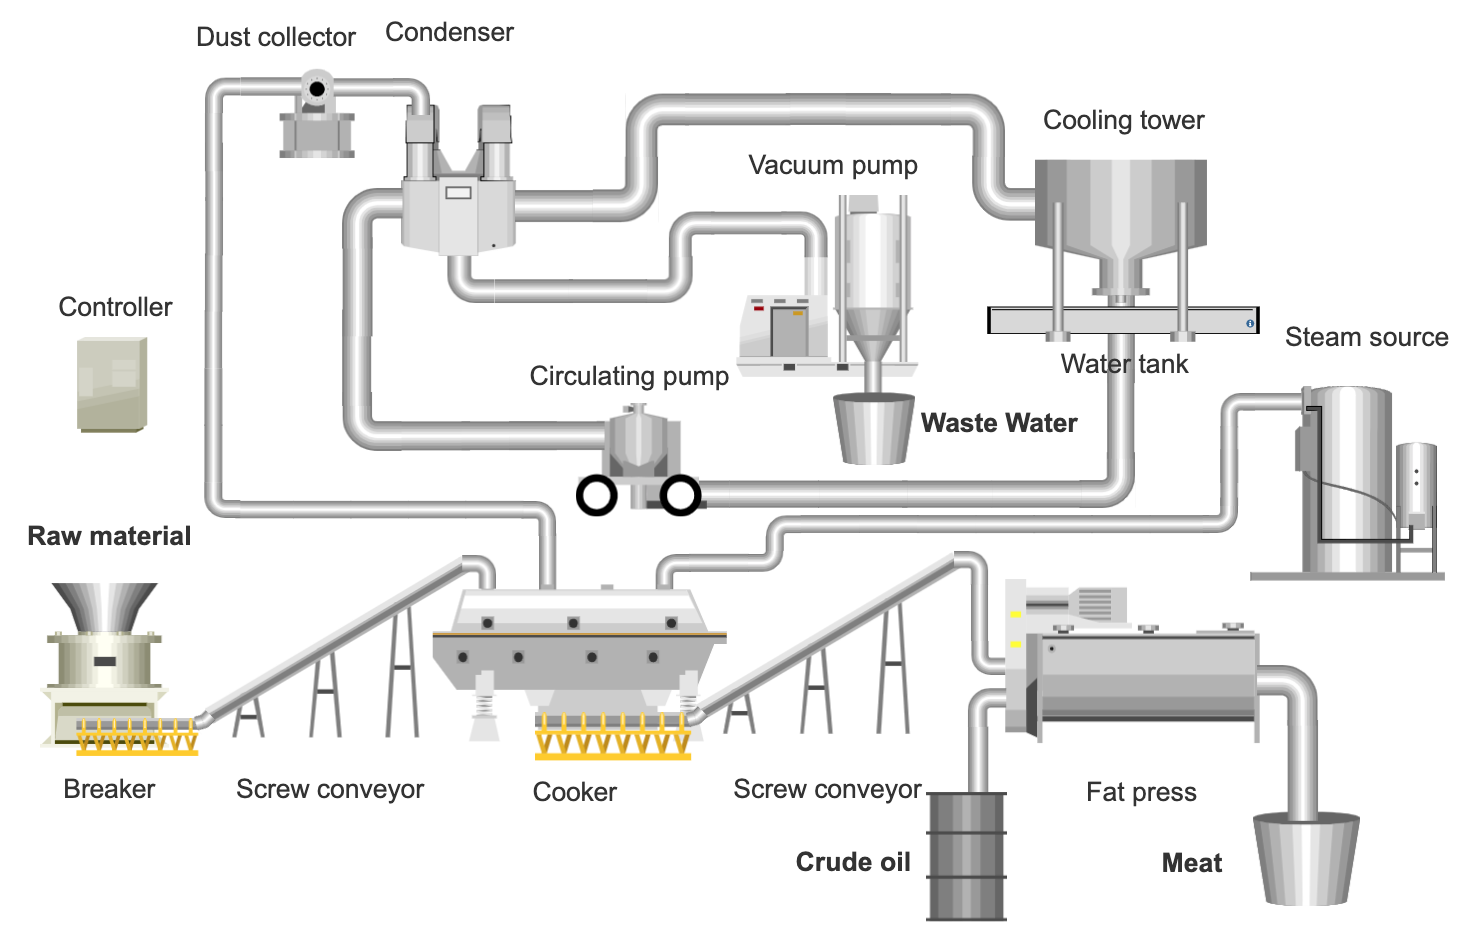 Dust collector
Condenser
Cooling tower
Vacuum pump
Controller
Steam source
Water tank
Circulating pump
Waste Water
Raw material
Breaker
Screw conveyor
Cooker
Screw conveyor
Fat press
Crude oil
Meat